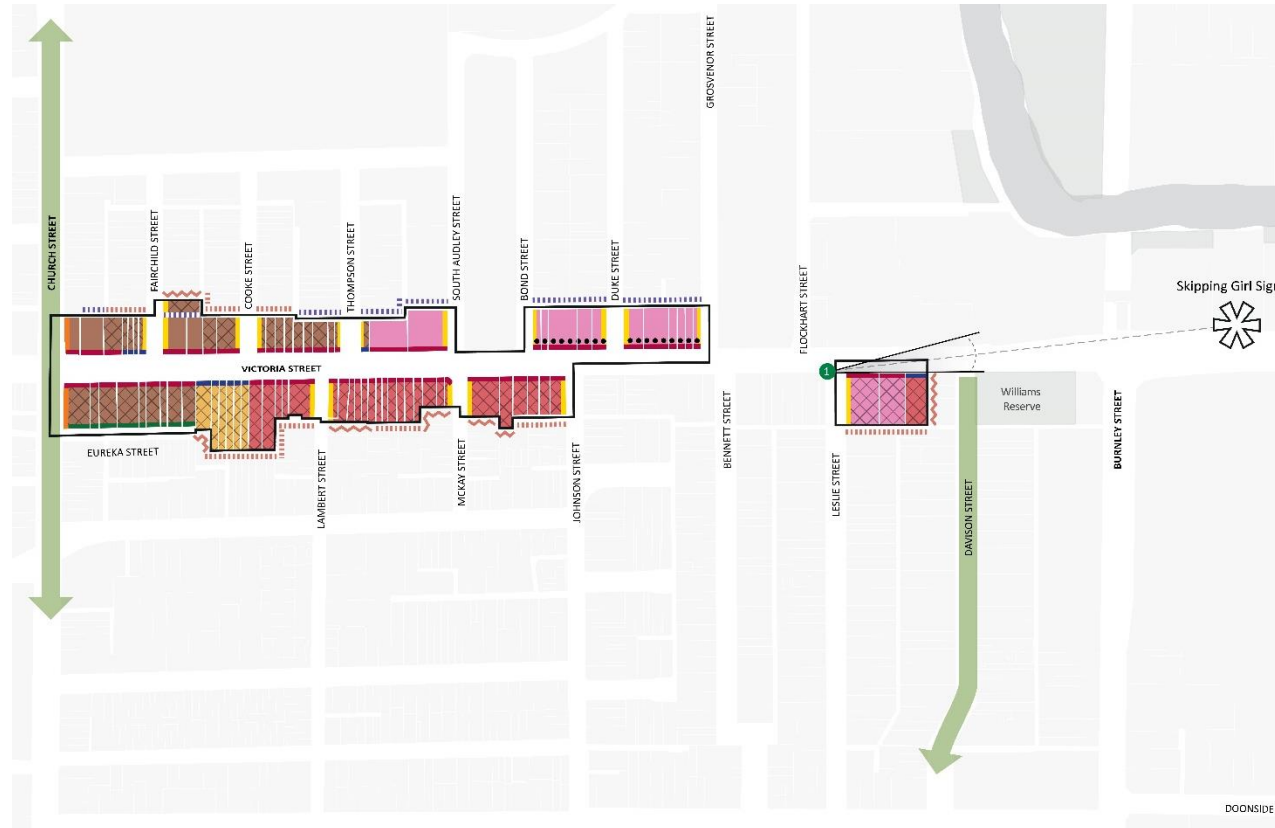 GROSVENOR STREET
CHURCH STREET
FAIRCHILD STREET
COOKE STREET
THOMPSON STREET
SOUTH AUDLEY STREET
BOND STREET
DUKE STREET
FLOCKHART STREET
Skipping Girl Sign
VICTORIA STREET
1
Williams
Reserve
EUREKA STREET
LAMBERT STREET
MCKAY STREET
JOHNSON STREET
BENNETT STREET
LESLIE STREET
DAVISON STREET
BURNLEY STREET
DOONSIDE